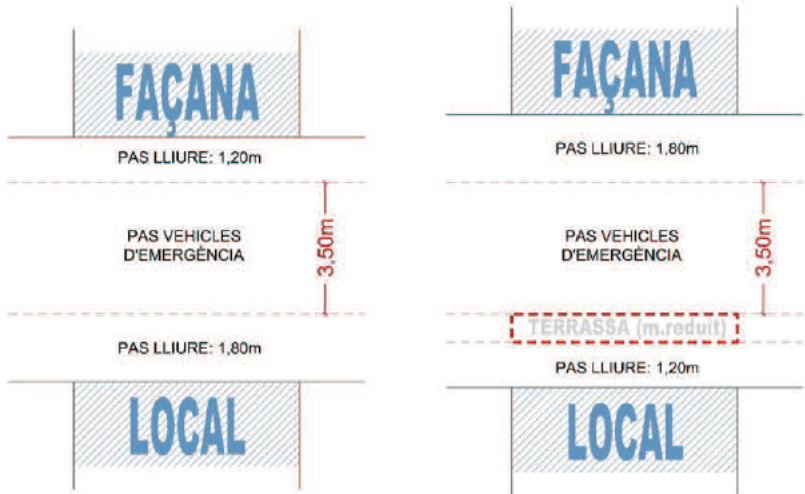 FAÇANA
PAS LLIURE: 1,20m
PAS VEHICLES
D'EMERGÈNCIA
3,50m
PAS LLIURE: 1,80m
LOCAL
FAÇANA
PAS LLIURE: 1,80m
PAS VEHICLES
D'EMERGÈNCIA
3,50m
TERRASSA (m.reduit)
PAS LLIURE: 1,20m
LOCAL